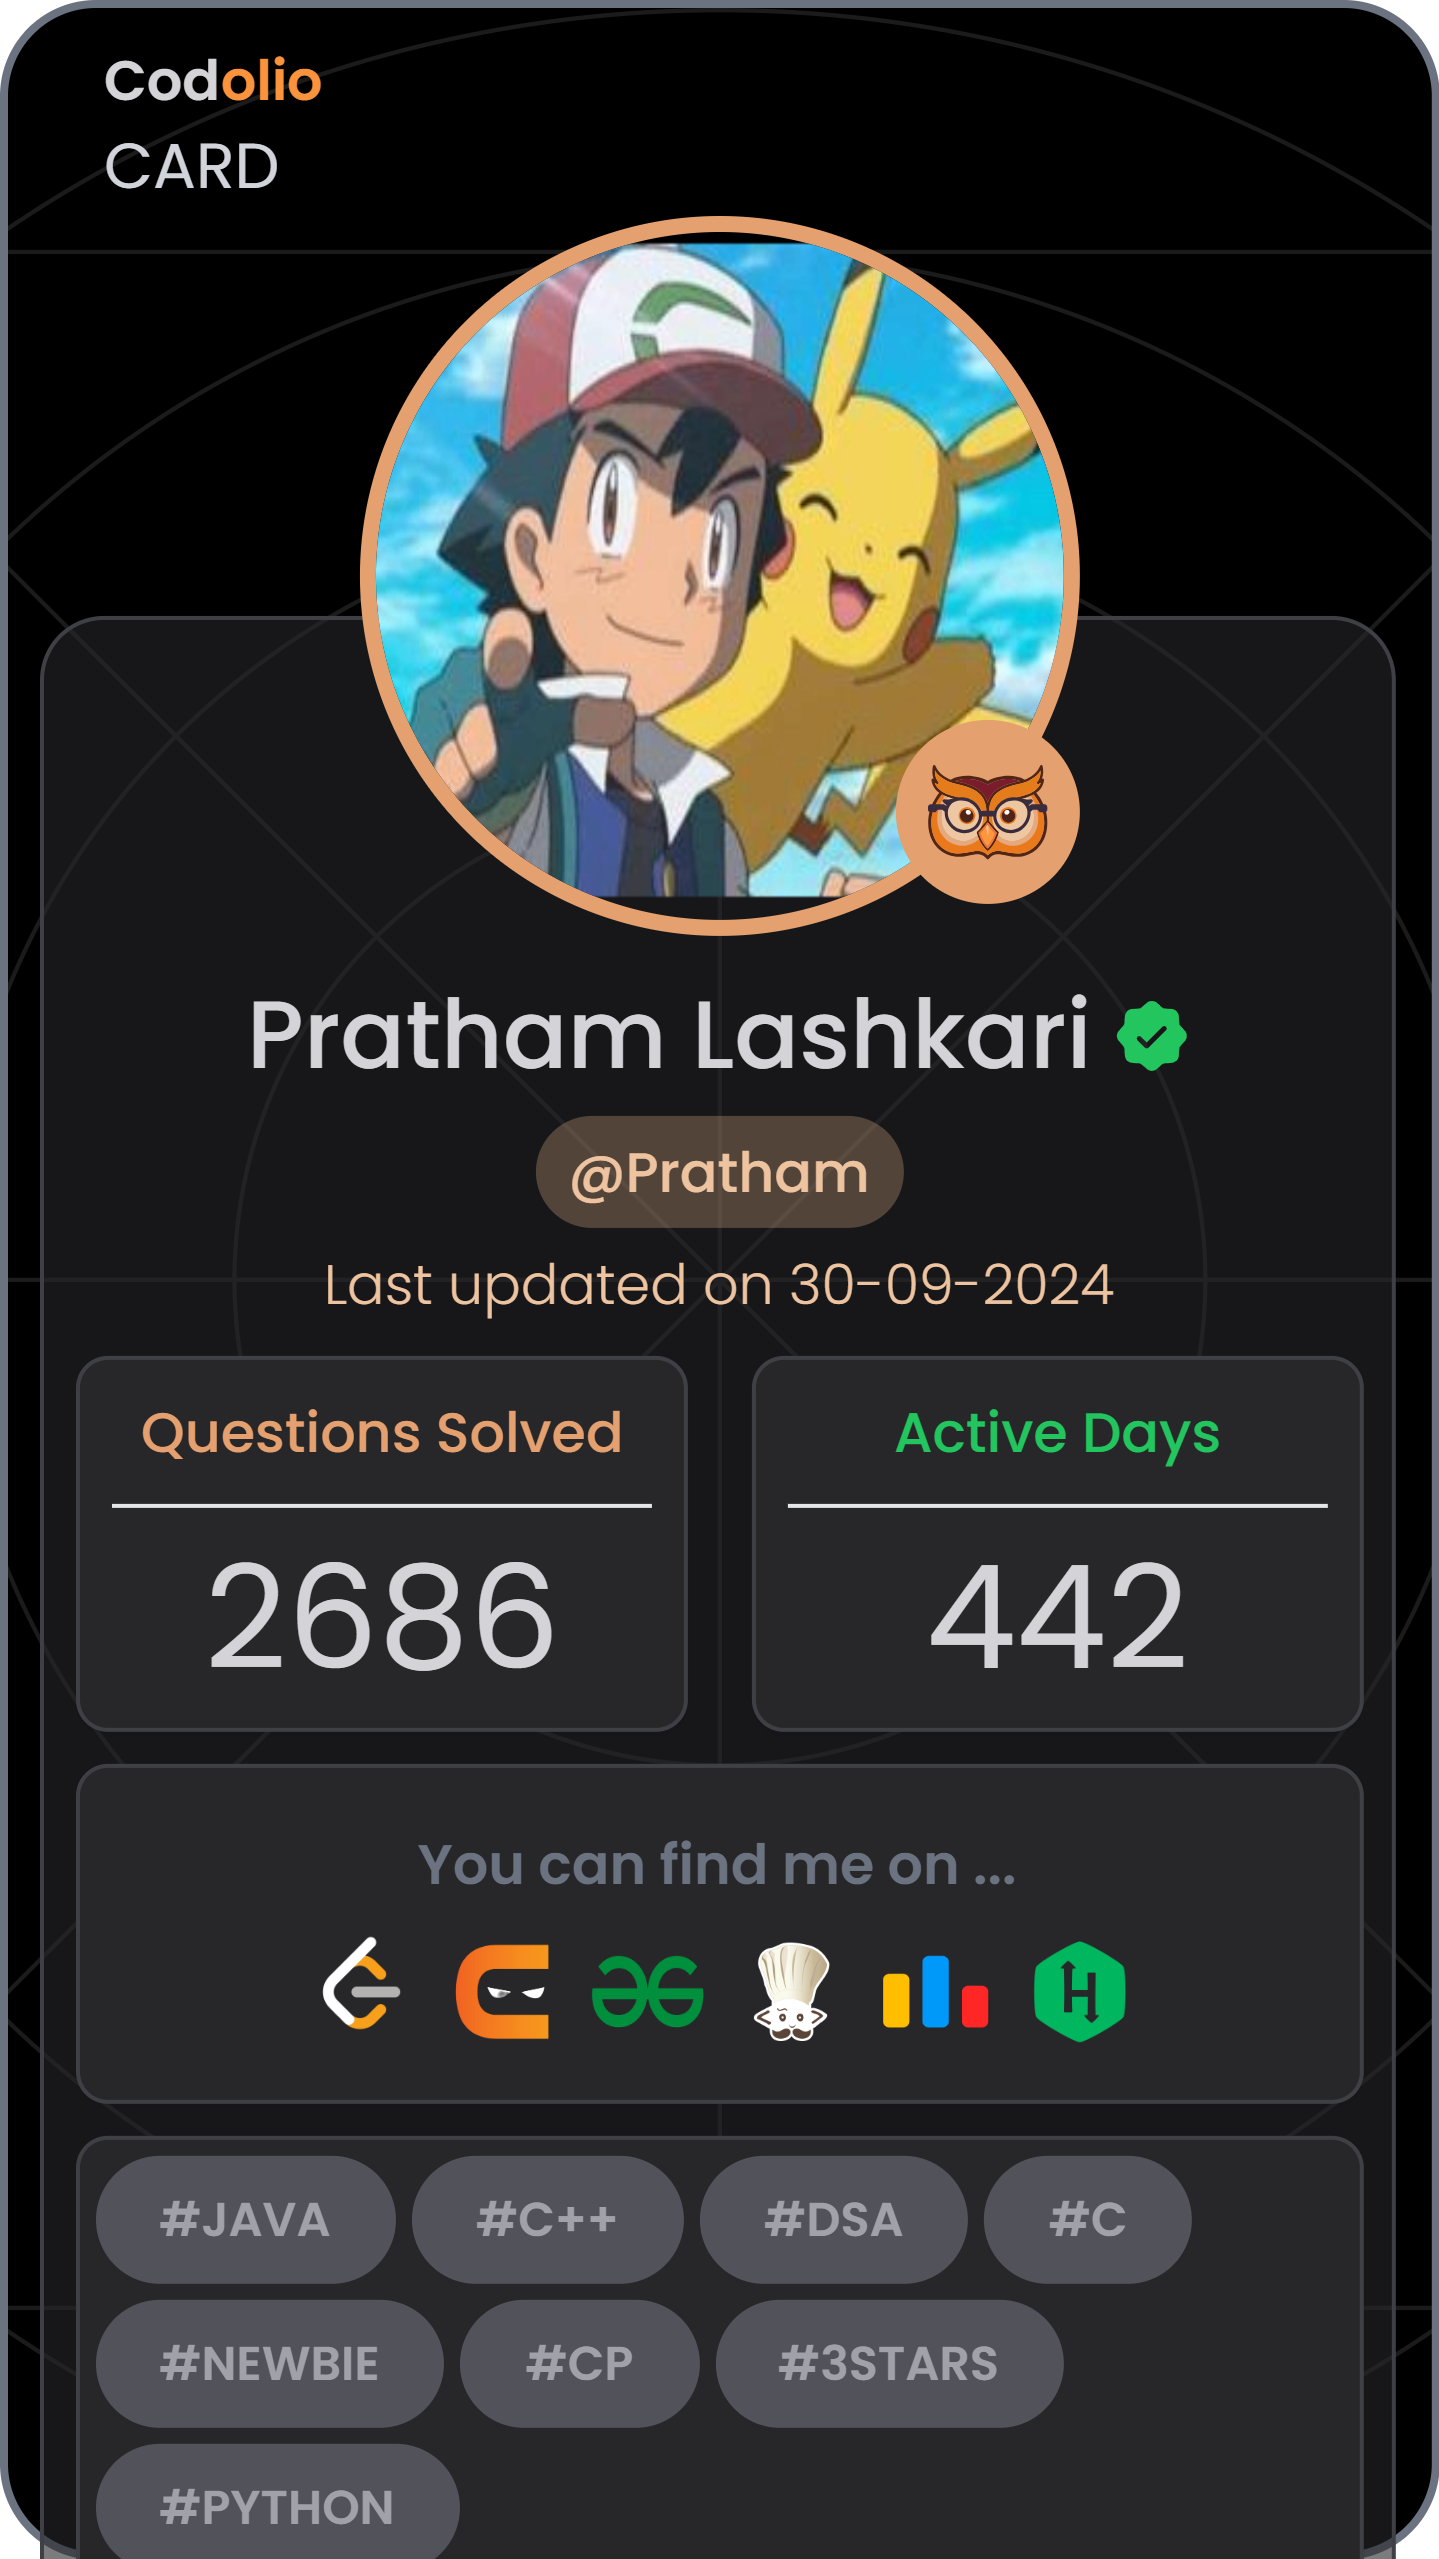 Codolio
CARD
Pratham Lashkari
@Pratham
Last updated on 30-09-2024
Questions Solved
2686
Active Days
442
You can find me on ...
#JAVA #C++ #DSA #C
#NEWBIE #CP #3STARS
#PYTHON